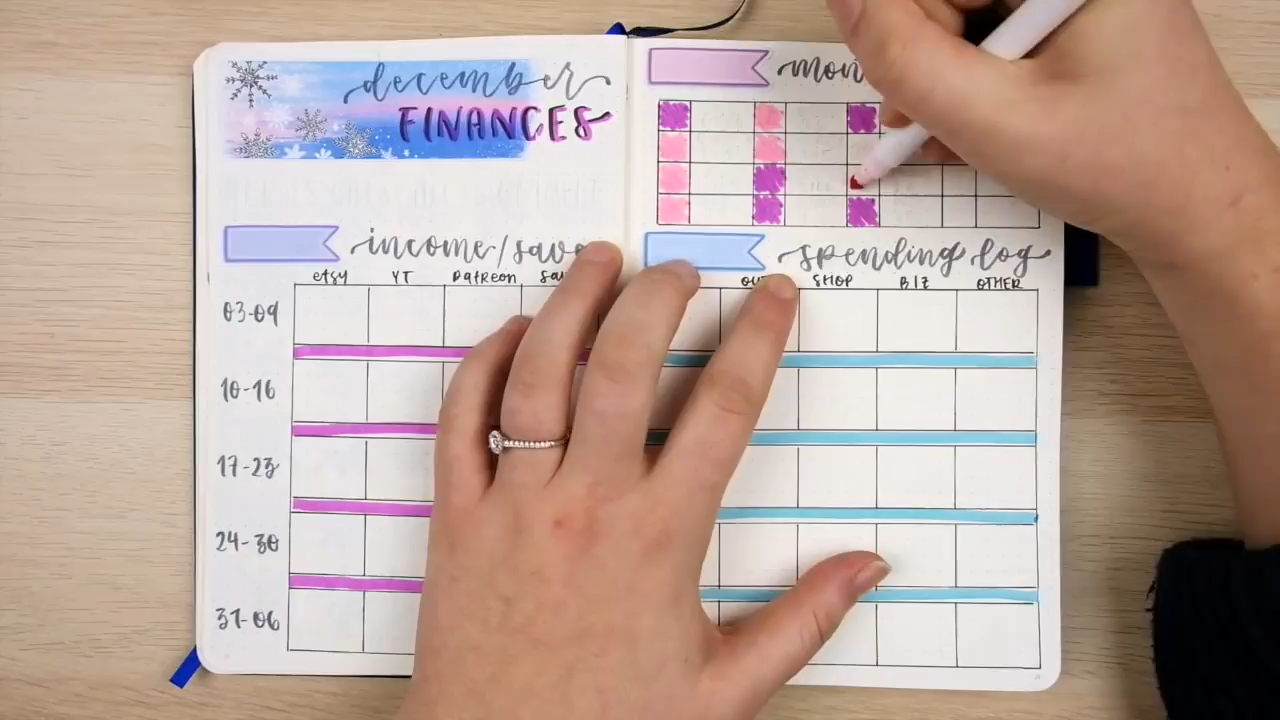 december
FINANCES
income/
etsy YT Patreon
03-09
10-16
17-23
24-30
31-06
spending log
SHOP BIZ OTHER